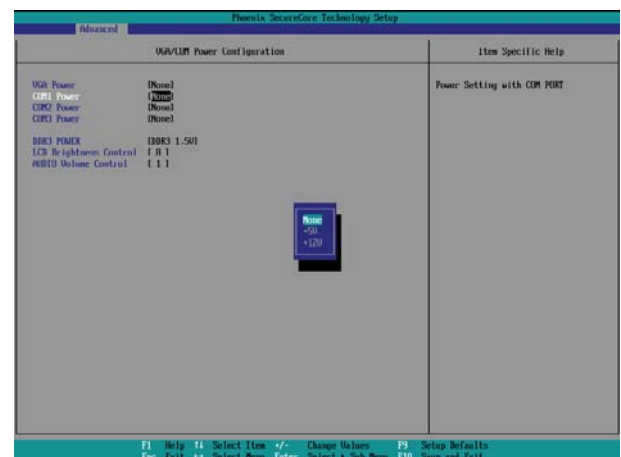 Phoenix SecureCore Technology Setup
Advanced
VGA/COM Power Configuration
Item Specific Help
VGA Power [None]
COM1 Power [None]
COM2 Power [None]
COM3 Power [None]
Power Setting with COM PORT
DDR3 POWER [DDR3 1.5V]
LCD Brightness Control [ 8 ]
AUDIO Volume Control [ 1 ]
None
+5V
+12V
F1 Help ↑↓ Select Item +/- Change Values F9 Setup Defaults
Esc Exit ↔ Select Menu Enter Select ▸ Sub-Menu F10 Save and Exit